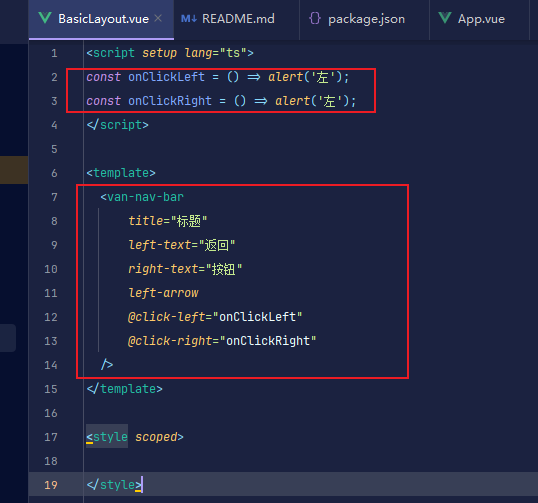 BasicLayout.vue × README.md package.json App.vue
1 <script setup lang="ts">
2 const onClickLeft = () => alert('左');
3 const onClickRight = () => alert('左');
4 </script>
5
6 <template>
7 <van-nav-bar
8 title="标题"
9 left-text="返回"
10 right-text="按钮"
11 left-arrow
12 @click-left="onClickLeft"
13 @click-right="onClickRight"
14 />
15 </template>
16
17 <style scoped>
18
19 </style>